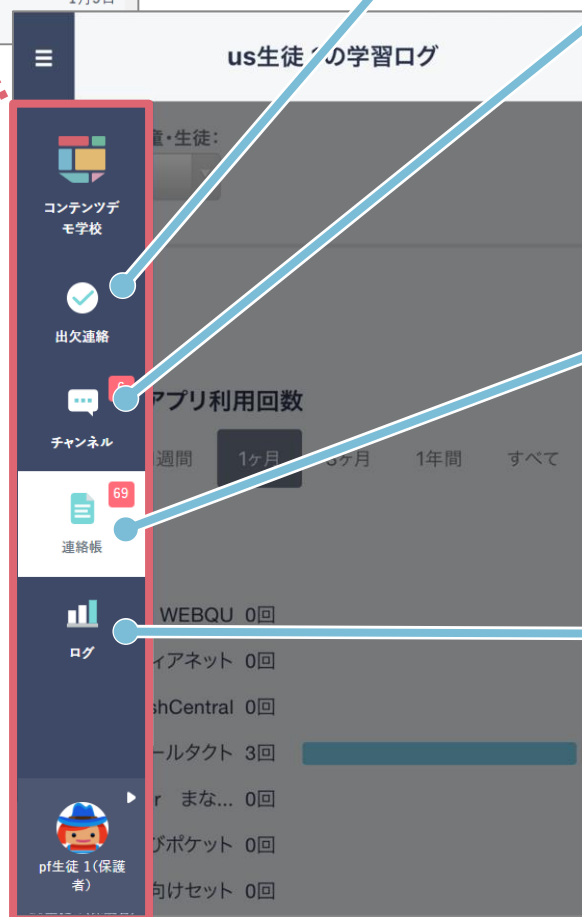 1月9日
us生徒 1の学習ログ
童・生徒:
コンテンツデ
モ学校
出欠連絡
6
チャンネル
アプリ利用回数
週間 1ヶ月 3ヶ月 1年間 すべて
69
連絡帳
WEBQU 0回
ログ
ィアネット 0回
shCentral 0回
ールタクト 3回
r まな... 0回
びポケット 0回
pf生徒 1(保護
者)
向けセット 0回